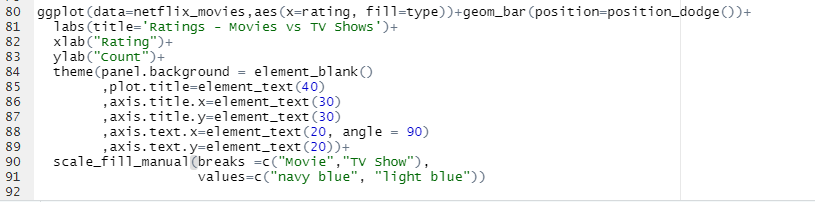 80 ggplot(data=netflix_movies,aes(x=rating, fill=type))+geom_bar(position=position_dodge())+
81   labs(title='Ratings - Movies vs TV Shows')+
82   xlab("Rating")+
83   ylab("Count")+
84   theme(panel.background = element_blank()
85         ,plot.title=element_text(40)
86         ,axis.title.x=element_text(30)
87         ,axis.title.y=element_text(30)
88         ,axis.text.x=element_text(20, angle = 90)
89         ,axis.text.y=element_text(20))+
90   scale_fill_manual(breaks =c("Movie","TV Show"),
91                     values=c("navy blue", "light blue"))
92